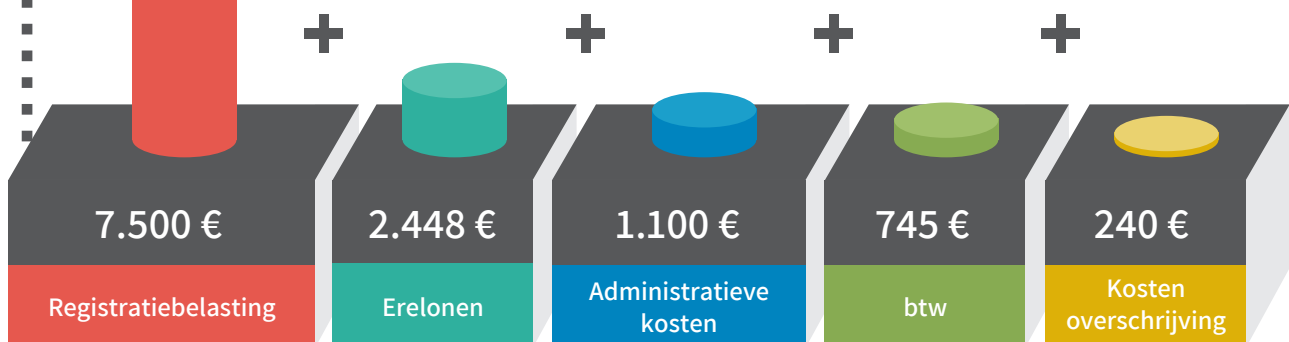 + + + +
7.500 € 2.448 € 1.100 € 745 € 240 €
Registratiebelasting
Erelonen
Administratieve
kosten
btw
Kosten
overschrijving